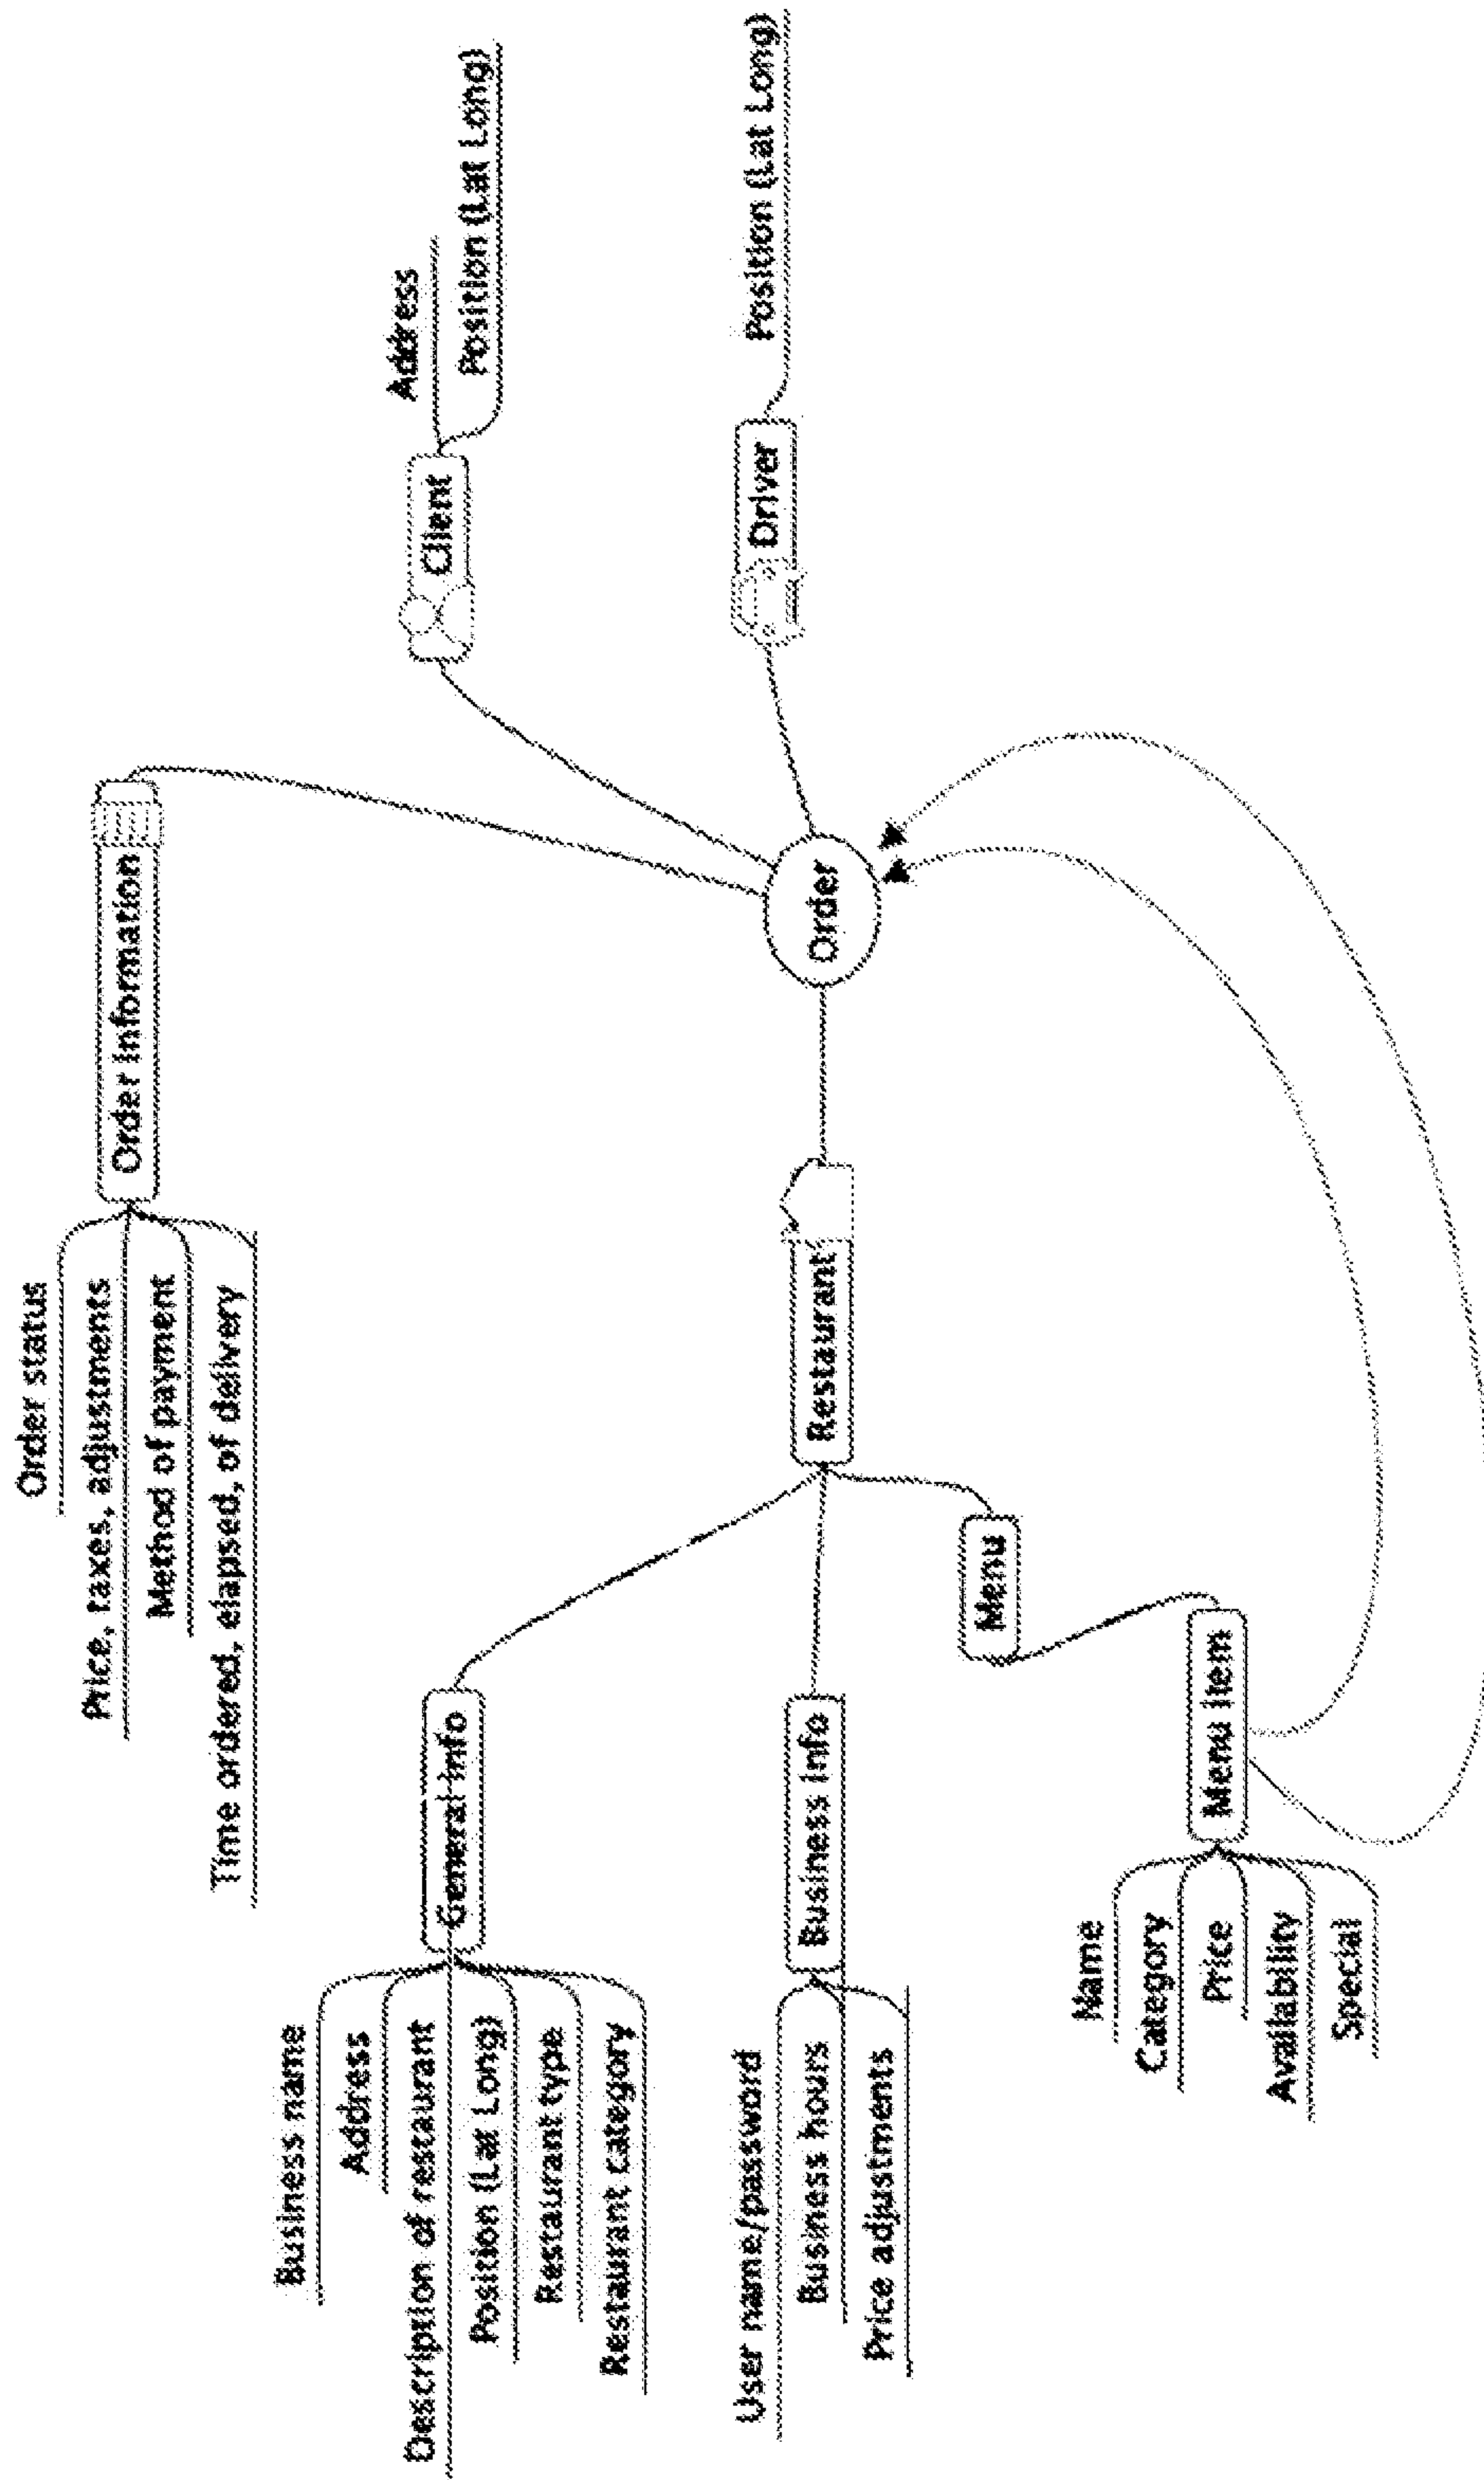 Order status
Price, taxes, adjustments
Method of payment
Time ordered, elapsed, of delivery
Order information
Client
Address
Position (Lat Long)
Driver
Position (Lat Long)
Order
Restaurant
General info
Business name
Address
Description of restaurant
Position (Lat Long)
Restaurant type
Restaurant category
Business info
User name/password
Business hours
Price adjustments
Menu
Menu item
Name
Category
Price
Availability
Special